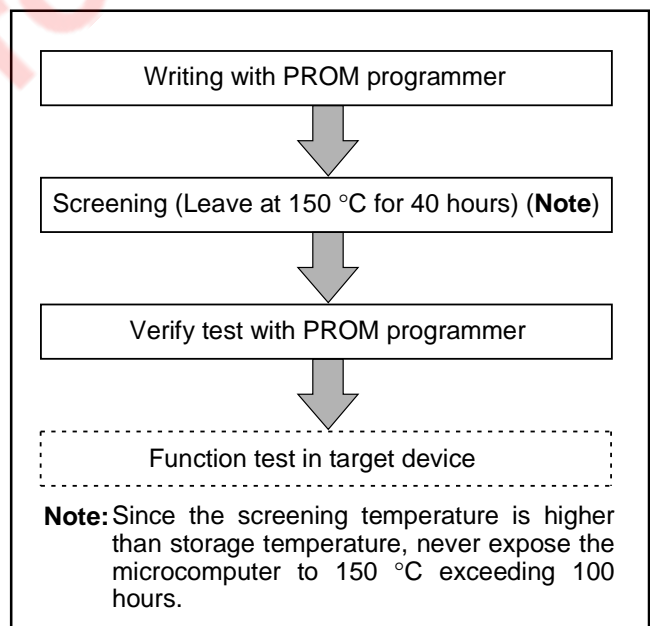 Writing with PROM programmer
Screening (Leave at 150 °C for 40 hours) (Note)
Verify test with PROM programmer
Function test in target device
Note: Since the screening temperature is higher
than storage temperature, never expose the
microcomputer to 150 °C exceeding 100
hours.